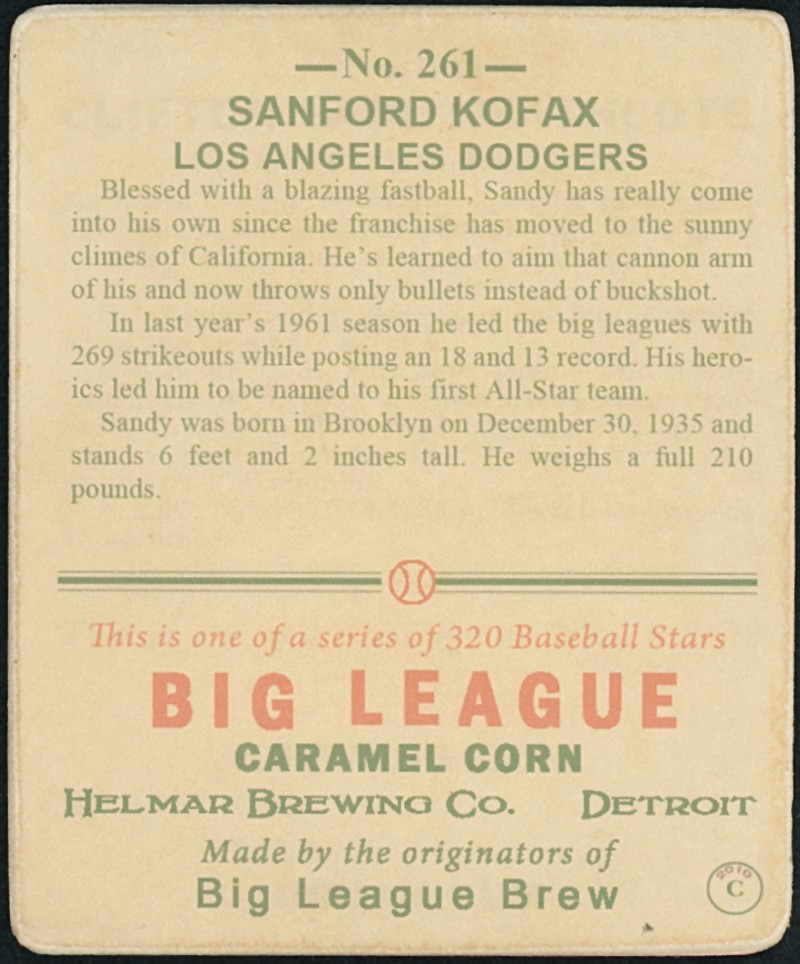 —No. 261—
SANFORD KOFAX
LOS ANGELES DODGERS
Blessed with a blazing fastball, Sandy has really come
into his own since the franchise has moved to the sunny
climes of California. He's learned to aim that cannon arm
of his and now throws only bullets instead of buckshot.
In last year's 1961 season he led the big leagues with
269 strikeouts while posting an 18 and 13 record. His hero-
ics led him to be named to his first All-Star team.
Sandy was born in Brooklyn on December 30, 1935 and
stands 6 feet and 2 inches tall. He weighs a full 210
pounds.
This is one of a series of 320 Baseball Stars
BIG LEAGUE
CARAMEL CORN
HELMAR BREWING CO. DETROIT
Made by the originators of
Big League Brew
2010
C